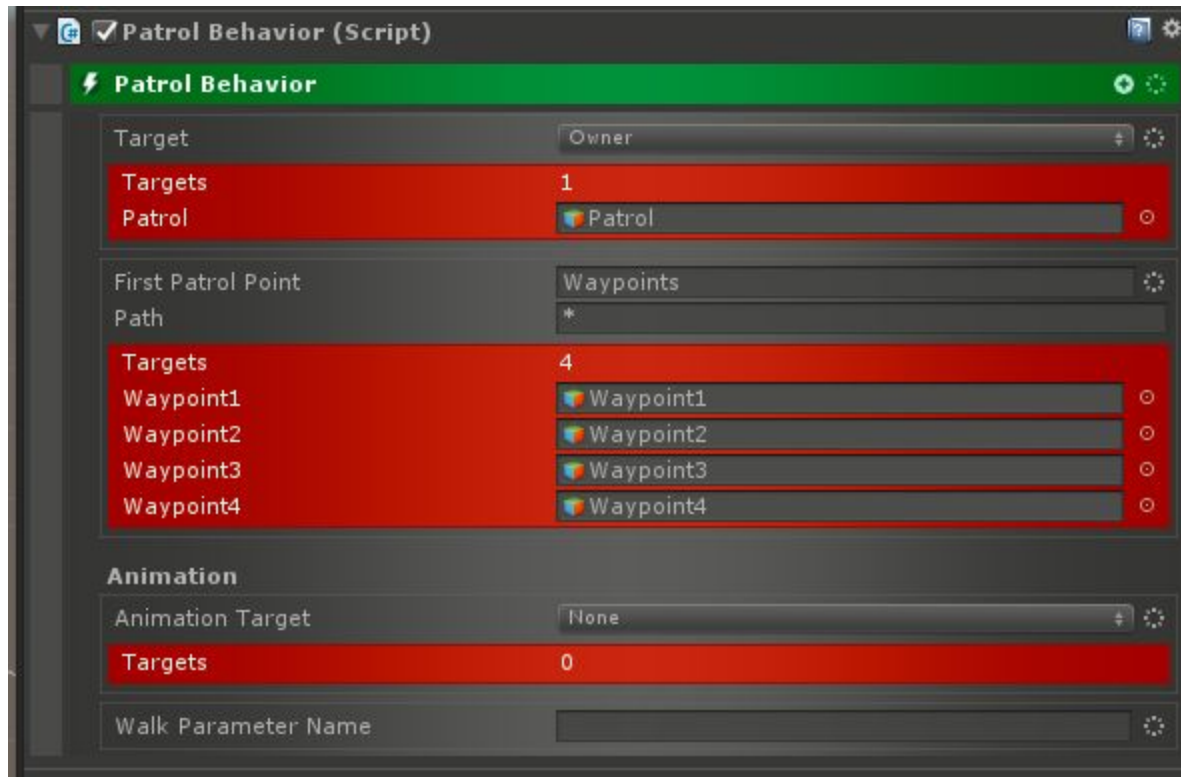 Patrol Behavior (Script)
Patrol Behavior
Target Owner
Targets 1
Patrol Patrol
First Patrol Point Waypoints
Path *
Targets 4
Waypoint1 Waypoint1
Waypoint2 Waypoint2
Waypoint3 Waypoint3
Waypoint4 Waypoint4
Animation
Animation Target None
Targets 0
Walk Parameter Name